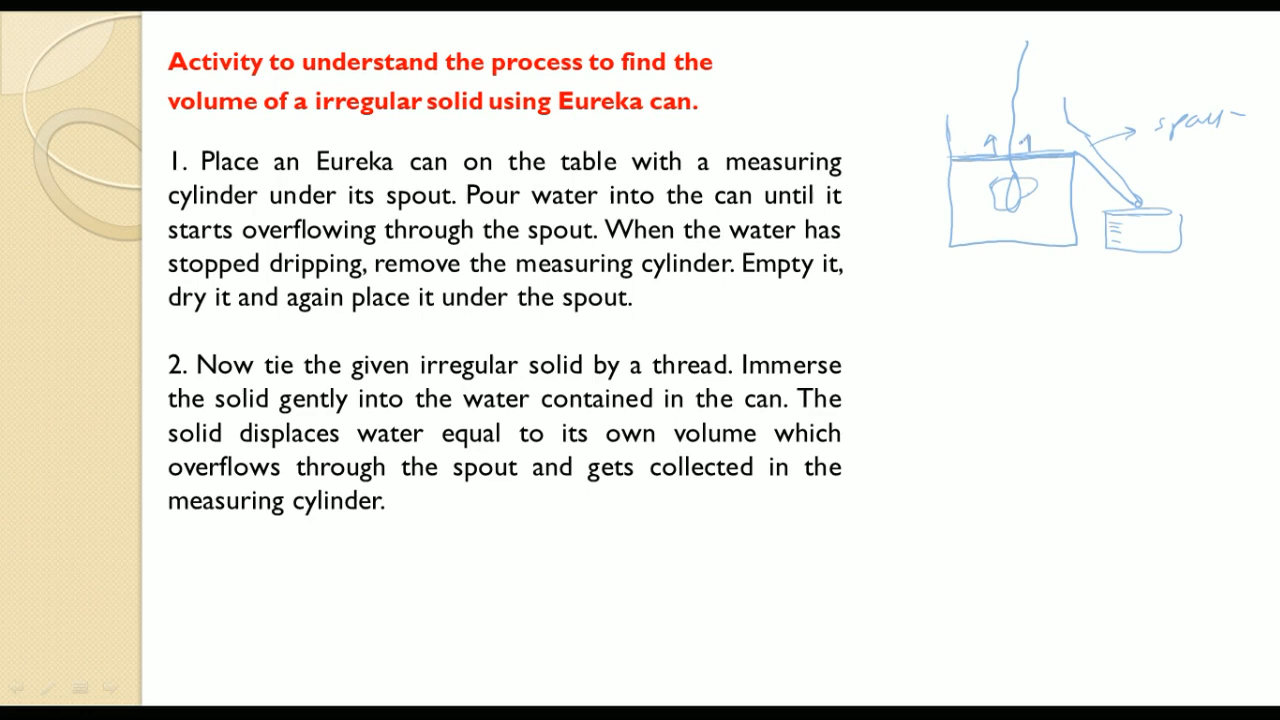 Activity to understand the process to find the
volume of a irregular solid using Eureka can.
1. Place an Eureka can on the table with a measuring
cylinder under its spout. Pour water into the can until it
starts overflowing through the spout. When the water has
stopped dripping, remove the measuring cylinder. Empty it,
dry it and again place it under the spout.
2. Now tie the given irregular solid by a thread. Immerse
the solid gently into the water contained in the can. The
solid displaces water equal to its own volume which
overflows through the spout and gets collected in the
measuring cylinder.
spout